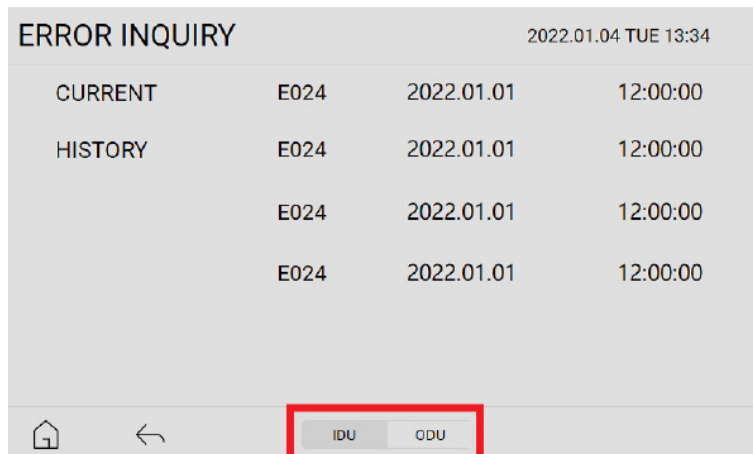 ERROR INQUIRY 2022.01.04 TUE 13:34
CURRENT E024 2022.01.01 12:00:00
HISTORY E024 2022.01.01 12:00:00
E024 2022.01.01 12:00:00
E024 2022.01.01 12:00:00
IDU ODU